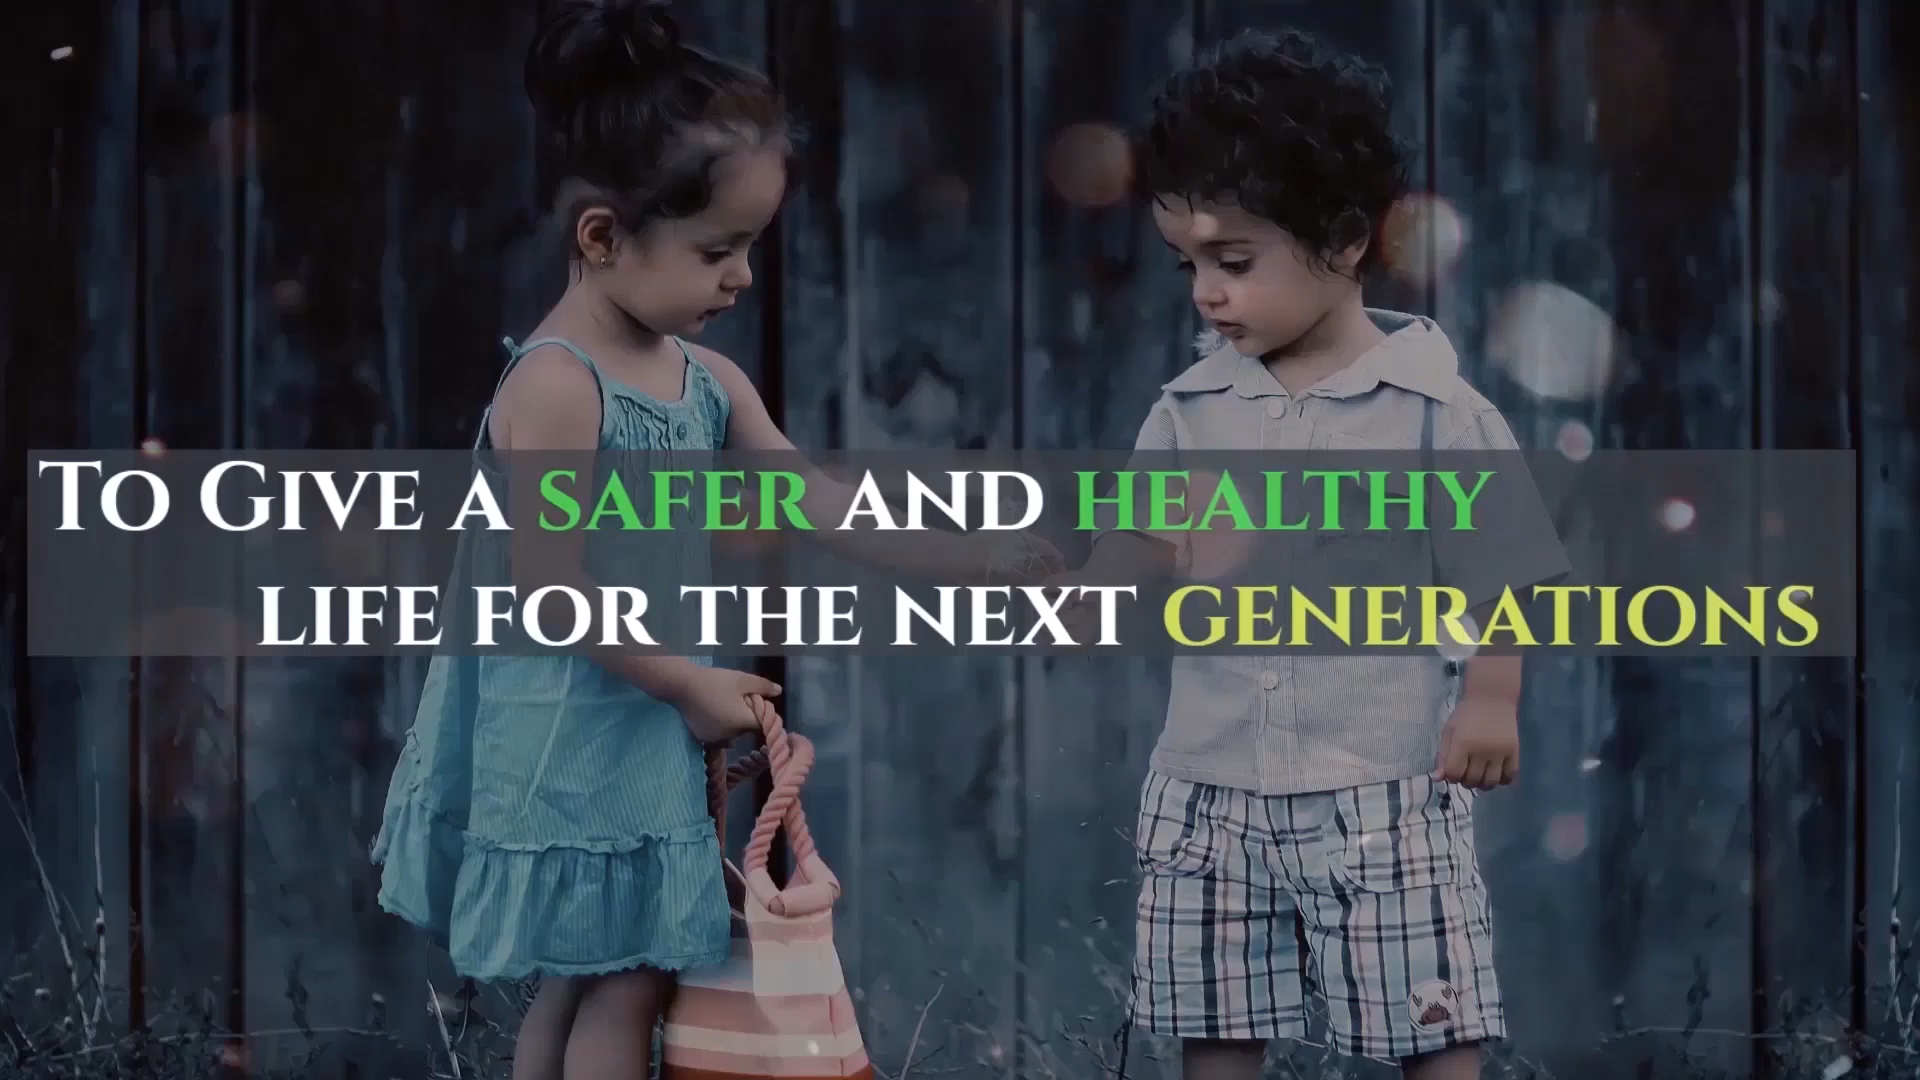 To Give a safer and healthy
life for the next generations